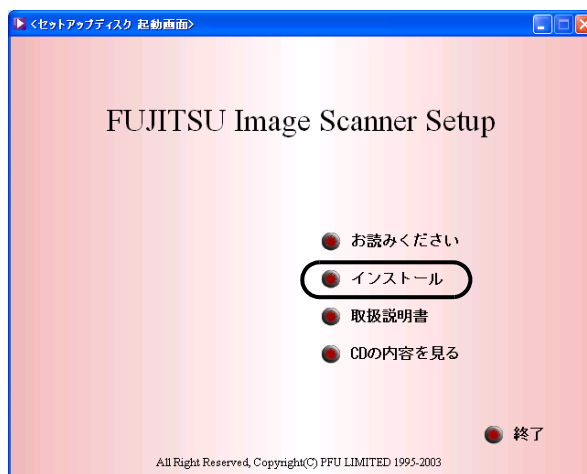 <セットアップディスク 起動画面>
FUJITSU Image Scanner Setup
お読みください
インストール
取扱説明書
CDの内容を見る
終了
All Right Reserved, Copyright(C) PFU LIMITED 1995-2003